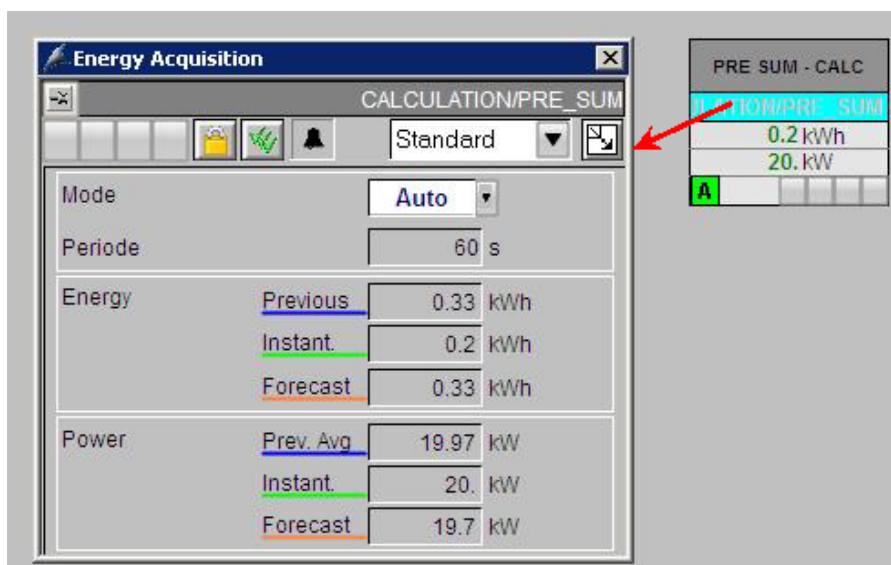 Energy Acquisition
CALCULATION/PRE_SUM
Standard
Mode Auto
Periode 60 s
Energy Previous 0.33 kWh
Instant. 0.2 kWh
Forecast 0.33 kWh
Power Prev. Avg 19.97 kW
Instant. 20. kW
Forecast 19.7 kW
PRE SUM - CALC
ULATION/PRE_SUM
0.2 kWh
20. kW
A